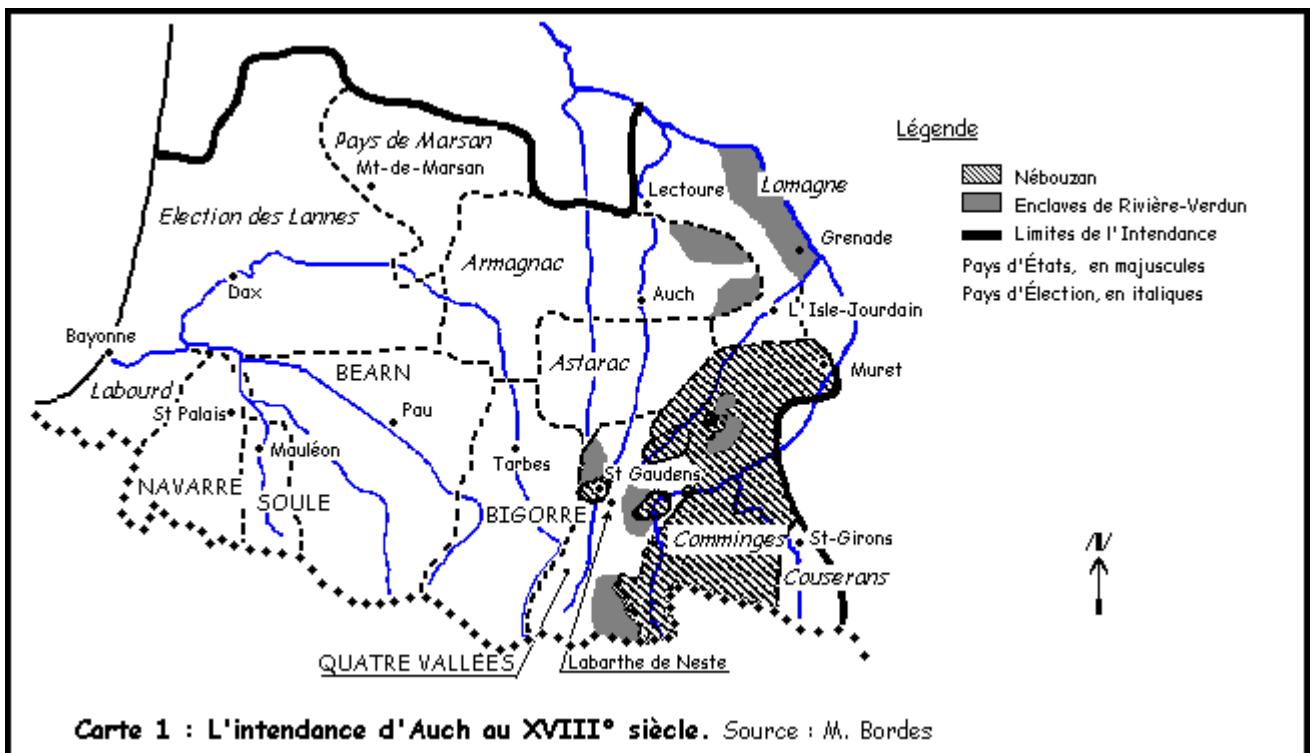 Pays de Marsan
Mt-de-Marsan
Election des Lannes
Armagnac
Lectoure
Lomagne
Grenade
Dax
Auch
L'Isle-Jourdain
Bayonne
Labourd
BEARN
Astarac
Muret
St Palais
Pau
Mauléon
Tarbes
St Gaudens
NAVARRE
SOULE
BIGORRE
Comminges
St-Girons
Couserans
QUATRE VALLÉES
Labarthe de Neste
Légende
Nébouzan
Enclaves de Rivière-Verdun
Limites de l'Intendance
Pays d'États, en majuscules
Pays d'Élection, en italiques
N
Carte 1 : L'intendance d'Auch au XVIII° siècle. Source : M. Bordes